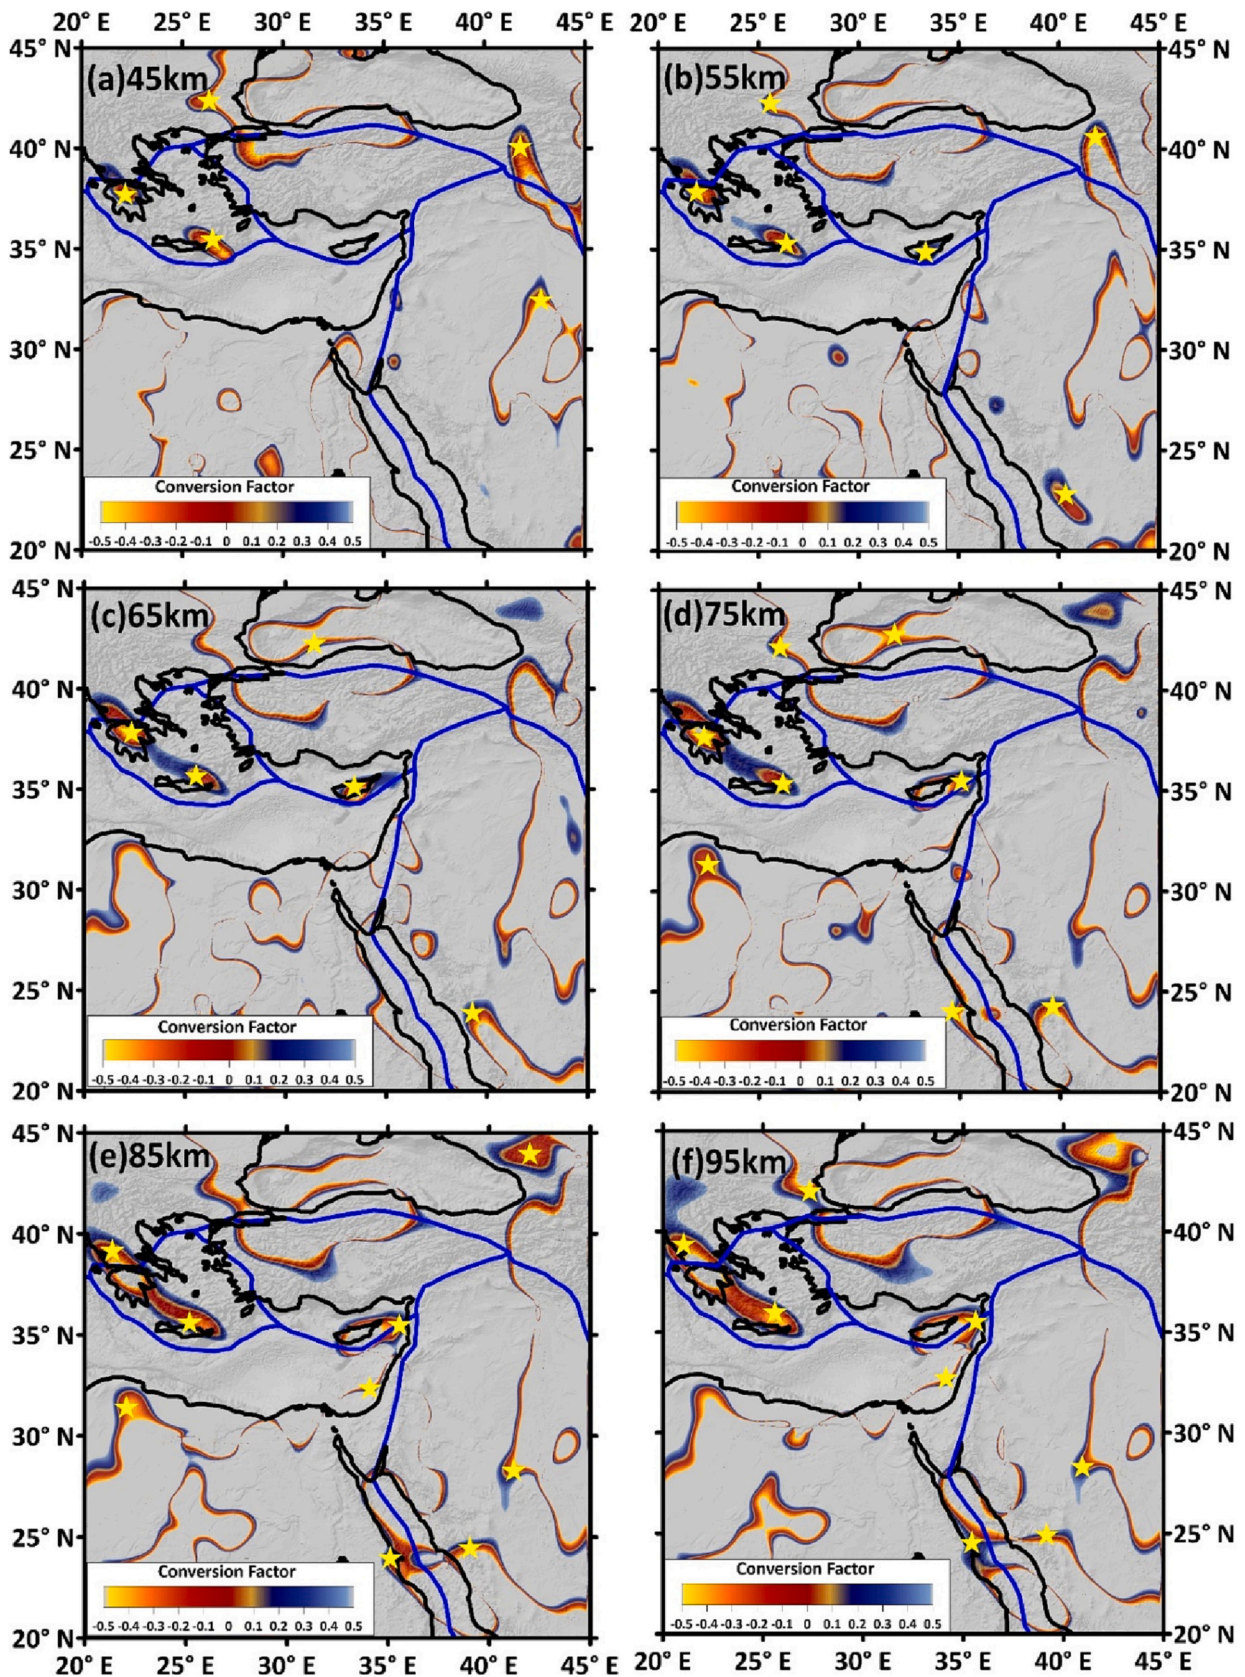 20° E 25° E 30° E 35° E 40° E 45° E 20° E 25° E 30° E 35° E 40° E 45° E
45° N
(a)45km
(b)55km
40° N
40° N
35° N
35° N
30° N
30° N
25° N
25° N
Conversion Factor
-0.5 -0.4 -0.3 -0.2 -0.1 0 0.1 0.2 0.3 0.4 0.5
Conversion Factor
-0.5 -0.4 -0.3 -0.2 -0.1 0 0.1 0.2 0.3 0.4 0.5
20° N
20° N
45° N
45° N
45° N
(c)65km
(d)75km
40° N
40° N
35° N
35° N
30° N
30° N
25° N
25° N
Conversion Factor
-0.5 -0.4 -0.3 -0.2 -0.1 0 0.1 0.2 0.3 0.4 0.5
Conversion Factor
-0.5 -0.4 -0.3 -0.2 -0.1 0 0.1 0.2 0.3 0.4 0.5
20° N
20° N
45° N
45° N
(e)85km
(f)95km
40° N
40° N
35° N
35° N
30° N
30° N
25° N
25° N
Conversion Factor
-0.5 -0.4 -0.3 -0.2 -0.1 0 0.1 0.2 0.3 0.4 0.5
Conversion Factor
-0.5 -0.4 -0.3 -0.2 -0.1 0 0.1 0.2 0.3 0.4 0.5
20° N
20° N
20° E 25° E 30° E 35° E 40° E 45° E 20° E 25° E 30° E 35° E 40° E 45° E